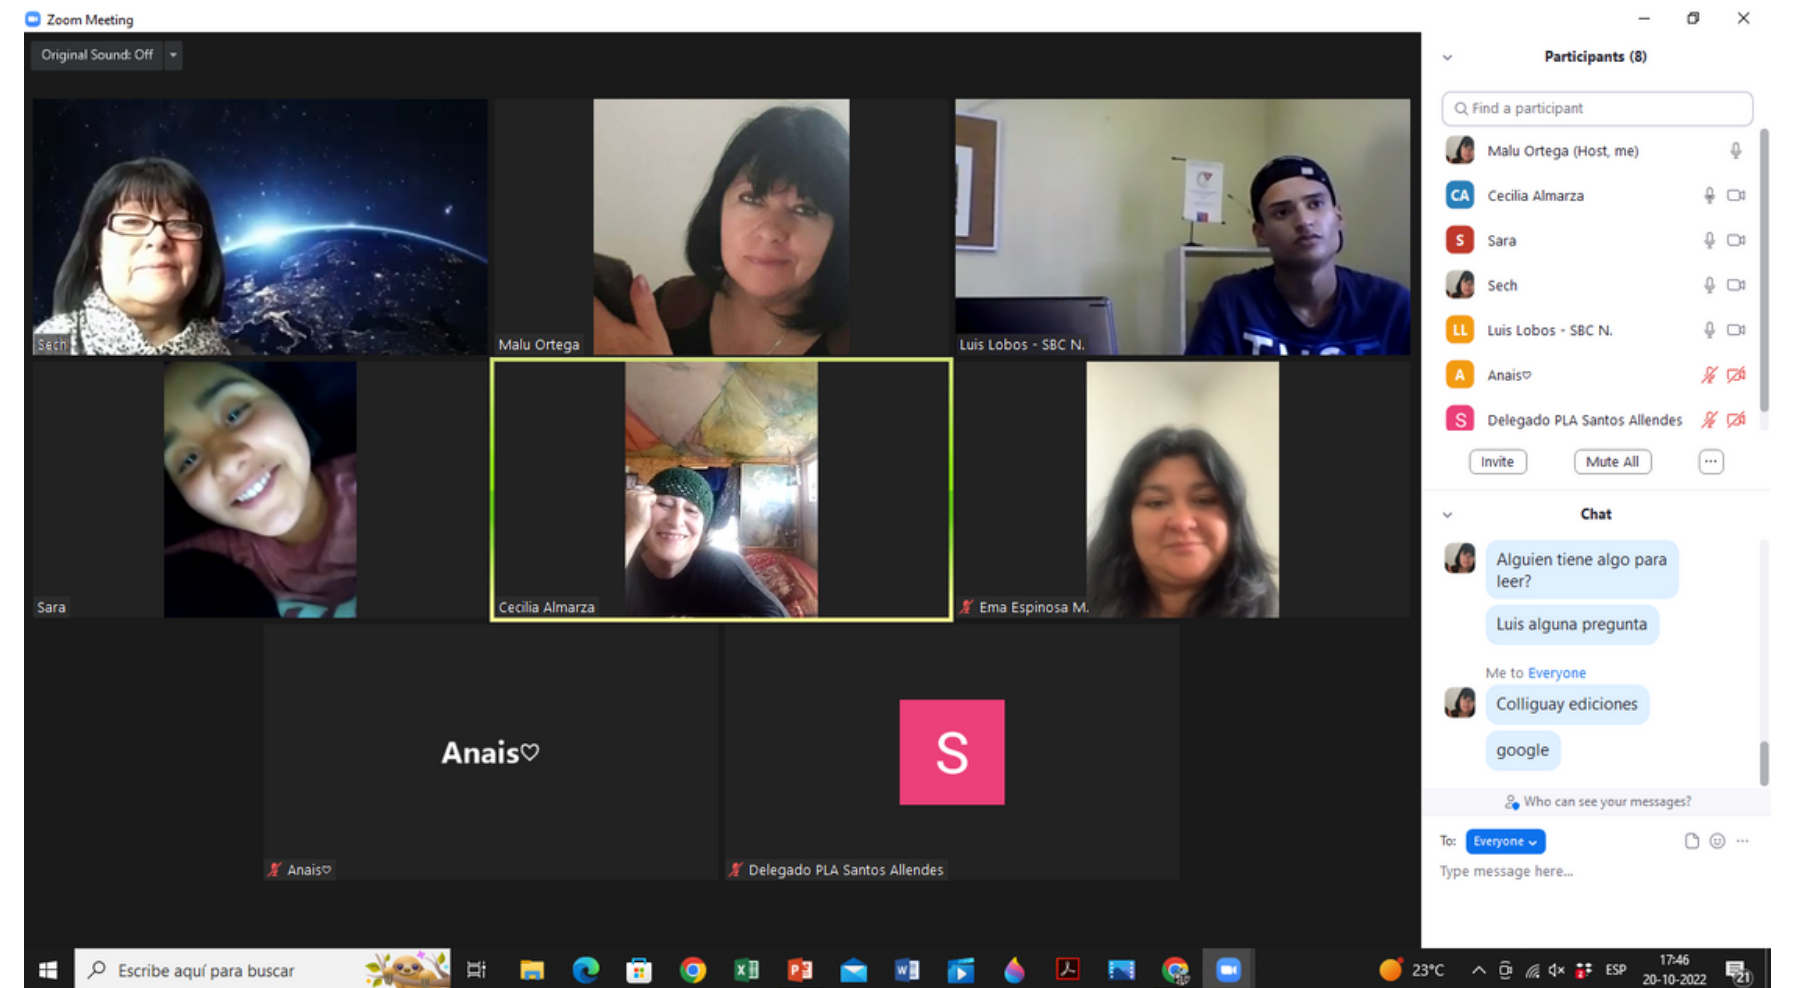 Zoom Meeting
Original Sound: Off
Sech
Malu Ortega
Luis Lobos - SBC N.
Sara
Cecilia Almarza
Ema Espinosa M.
Anais♡
S
Anais♡
Delegado PLA Santos Allendes
Participants (8)
Find a participant
Malu Ortega (Host, me)
CA Cecilia Almarza
S Sara
Sech
LL Luis Lobos - SBC N.
A Anais♡
S Delegado PLA Santos Allendes
Invite Mute All ...
Chat
Alguien tiene algo para
leer?
Luis alguna pregunta
Me to Everyone
Colliguay ediciones
google
Who can see your messages?
To: Everyone
Type message here...
Escribe aquí para buscar
23°C ESP 17:46
20-10-2022
21